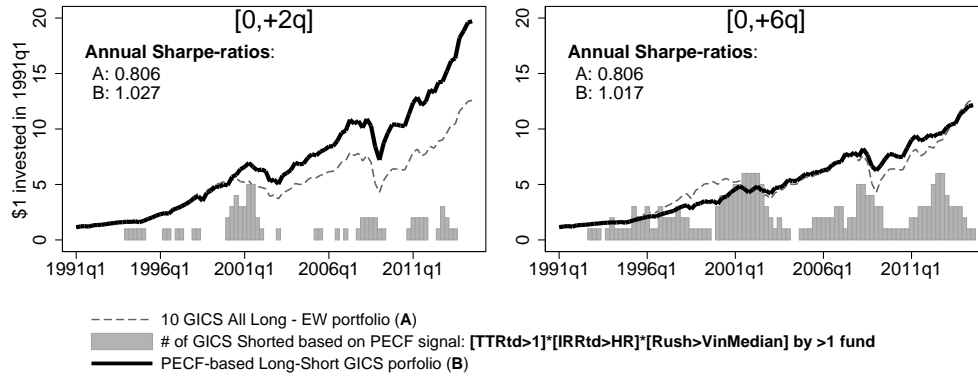 [0,+2q]
Annual Sharpe-ratios:
A: 0.806
B: 1.027
$1 invested in 1991q1
20
15
10
5
0
1991q1 1996q1 2001q1 2006q1 2011q1
[0,+6q]
Annual Sharpe-ratios:
A: 0.806
B: 1.017
20
15
10
5
0
1991q1 1996q1 2001q1 2006q1 2011q1
10 GICS All Long - EW portfolio (A)
# of GICS Shorted based on PECF signal: [TTRtd>1]*[IRRtd>HR]*[Rush>VinMedian] by >1 fund
PECF-based Long-Short GICS porfolio (B)